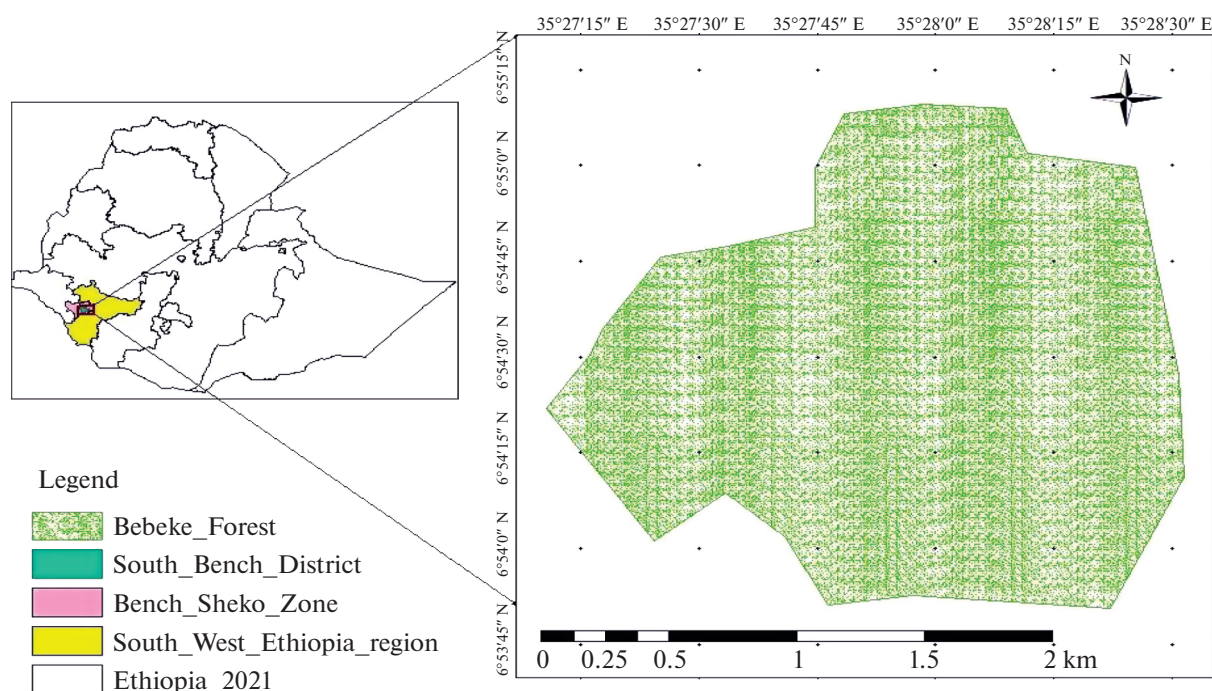 35°27′15″ E 35°27′30″ E 35°27′45″ E 35°28′0″ E 35°28′15″ E 35°28′30″ E
6°55′15″ N
6°55′0″ N
6°54′45″ N
6°54′30″ N
6°54′15″ N
6°54′0″ N
6°53′45″ N
N
Legend
Bebeke_Forest
South_Bench_District
Bench_Sheko_Zone
South_West_Ethiopia_region
Ethiopia_2021
0 0.25 0.5 1 1.5 2 km